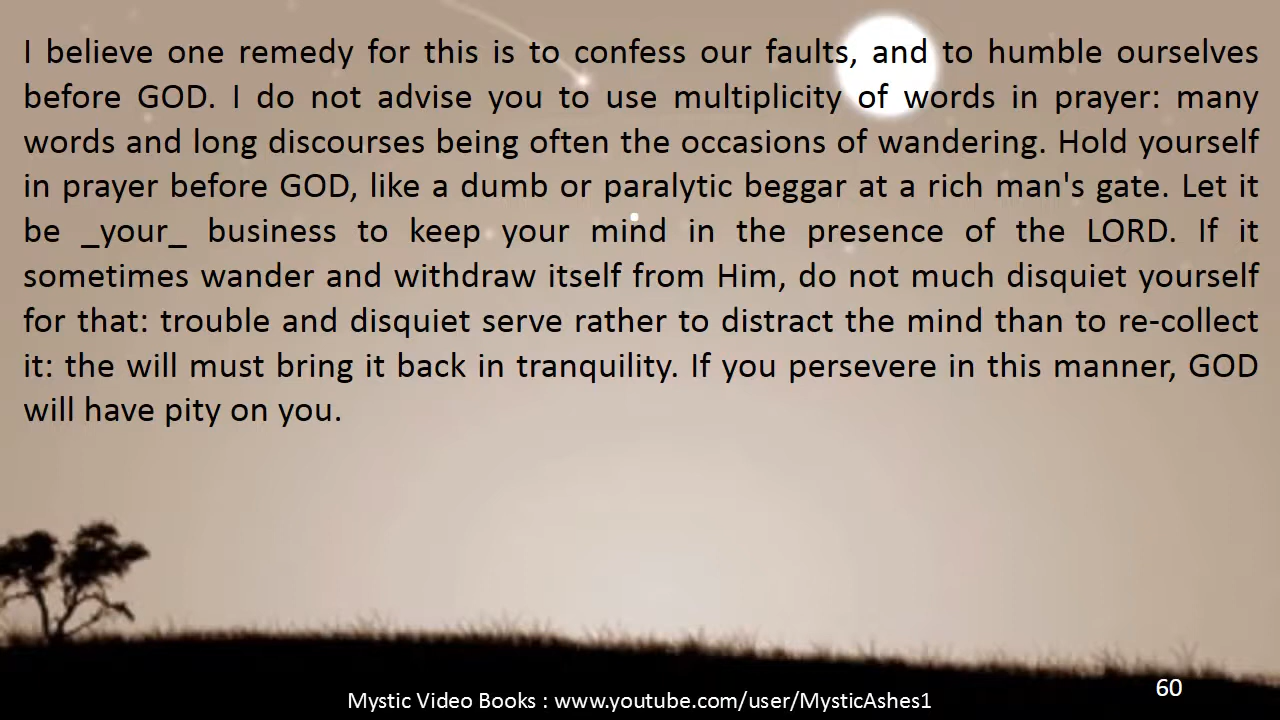 I believe one remedy for this is to confess our faults, and to humble ourselves
before GOD. I do not advise you to use multiplicity of words in prayer: many
words and long discourses being often the occasions of wandering. Hold yourself
in prayer before GOD, like a dumb or paralytic beggar at a rich man's gate. Let it
be _your_ business to keep your mind in the presence of the LORD. If it
sometimes wander and withdraw itself from Him, do not much disquiet yourself
for that: trouble and disquiet serve rather to distract the mind than to re-collect
it: the will must bring it back in tranquility. If you persevere in this manner, GOD
will have pity on you.
60
Mystic Video Books : www.youtube.com/user/MysticAshes1